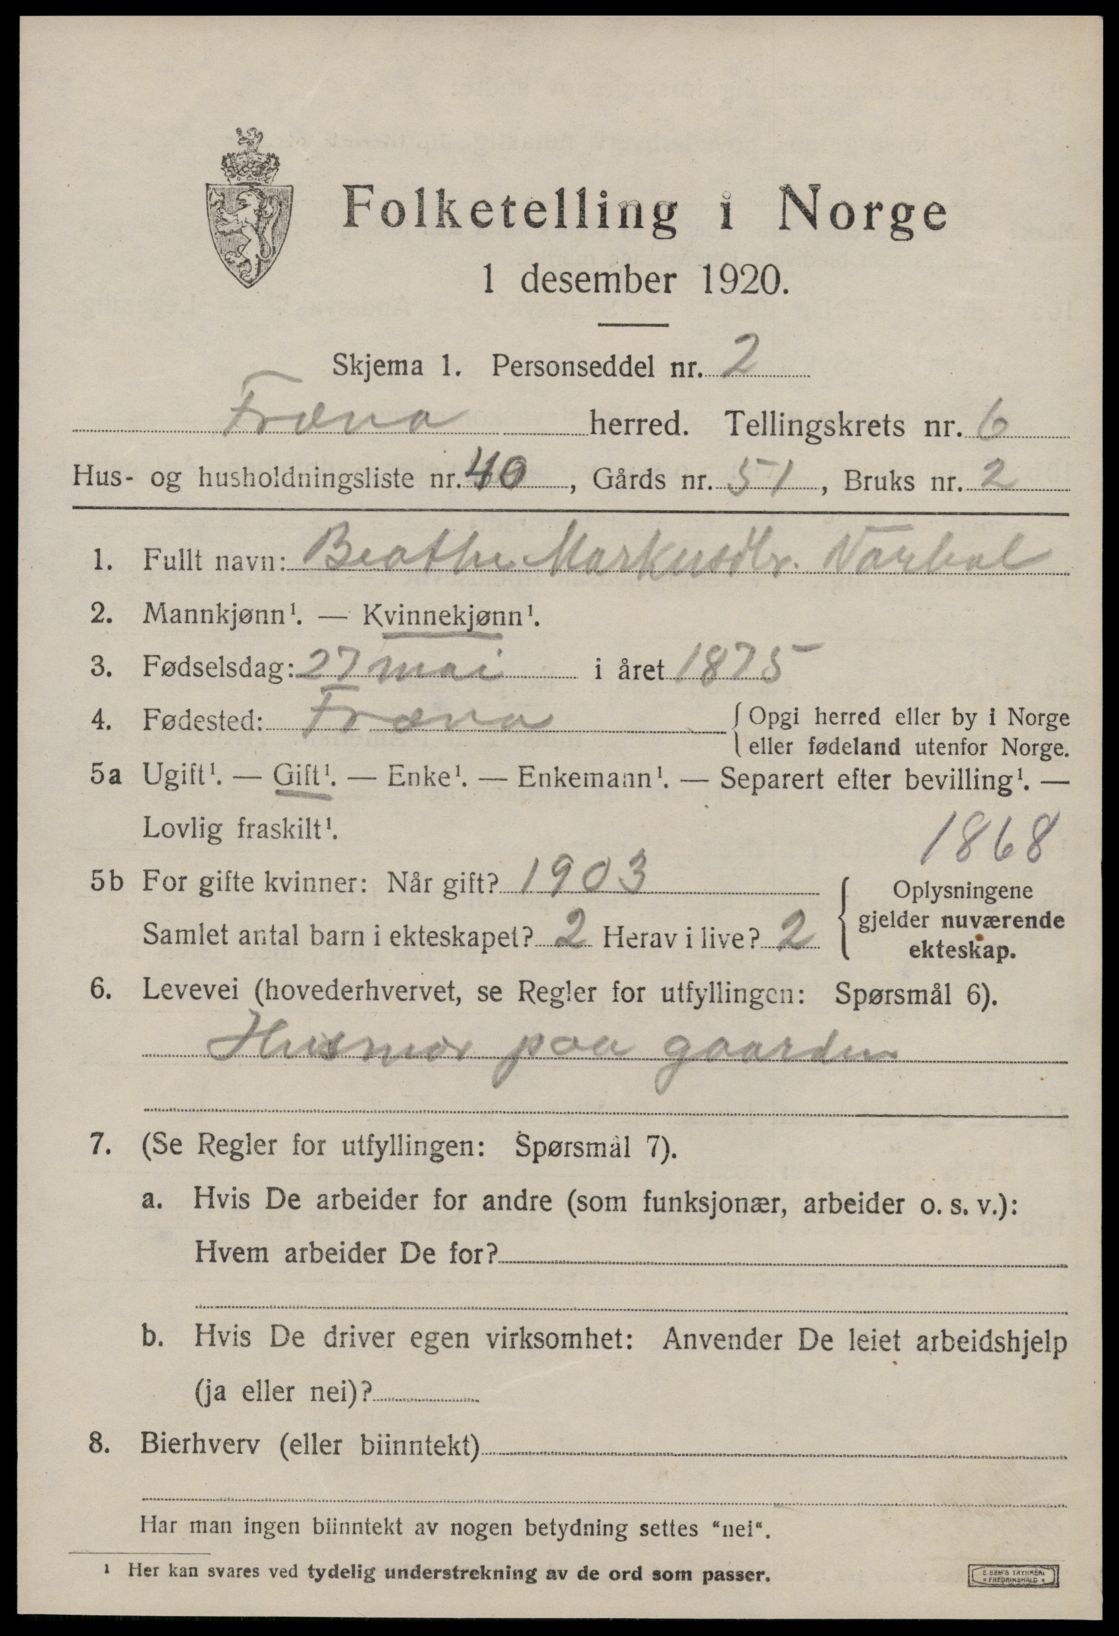 Folketelling i Norge
1 desember 1920.
Skjema 1. Personseddel nr. 2
Fræna herred. Tellingskrets nr. 6
Hus- og husholdningsliste nr. 40, Gårds nr. 51, Bruks nr. 2
1. Fullt navn: Beathe Markusdtr. Varhol
2. Mannkjønn¹. — Kvinnekjønn¹.
3. Fødselsdag: 27 mai i året 1875
4. Fødested: Fræna { Opgi herred eller by i Norge
eller fødeland utenfor Norge.
5a Ugift¹. — Gift¹. — Enke¹. — Enkemann¹. — Separert efter bevilling¹. —
Lovlig fraskilt¹.
1868
5b For gifte kvinner: Når gift? 1903
Samlet antal barn i ekteskapet? 2 Herav i live? 2
{ Oplysningene
gjelder nuværende
ekteskap.
6. Levevei (hovederhvervet, se Regler for utfyllingen: Spørsmål 6).
Husmor paa gaarden
7. (Se Regler for utfyllingen: Spørsmål 7).
a. Hvis De arbeider for andre (som funksjonær, arbeider o. s. v.):
Hvem arbeider De for?
b. Hvis De driver egen virksomhet: Anvender De leiet arbeidshjelp
(ja eller nei)?
8. Bierhverv (eller biinntekt)
Har man ingen biinntekt av nogen betydning settes "nei".
¹ Her kan svares ved tydelig understrekning av de ord som passer.
E. SEM'S TRYKKERI
FREDRIKSHALD